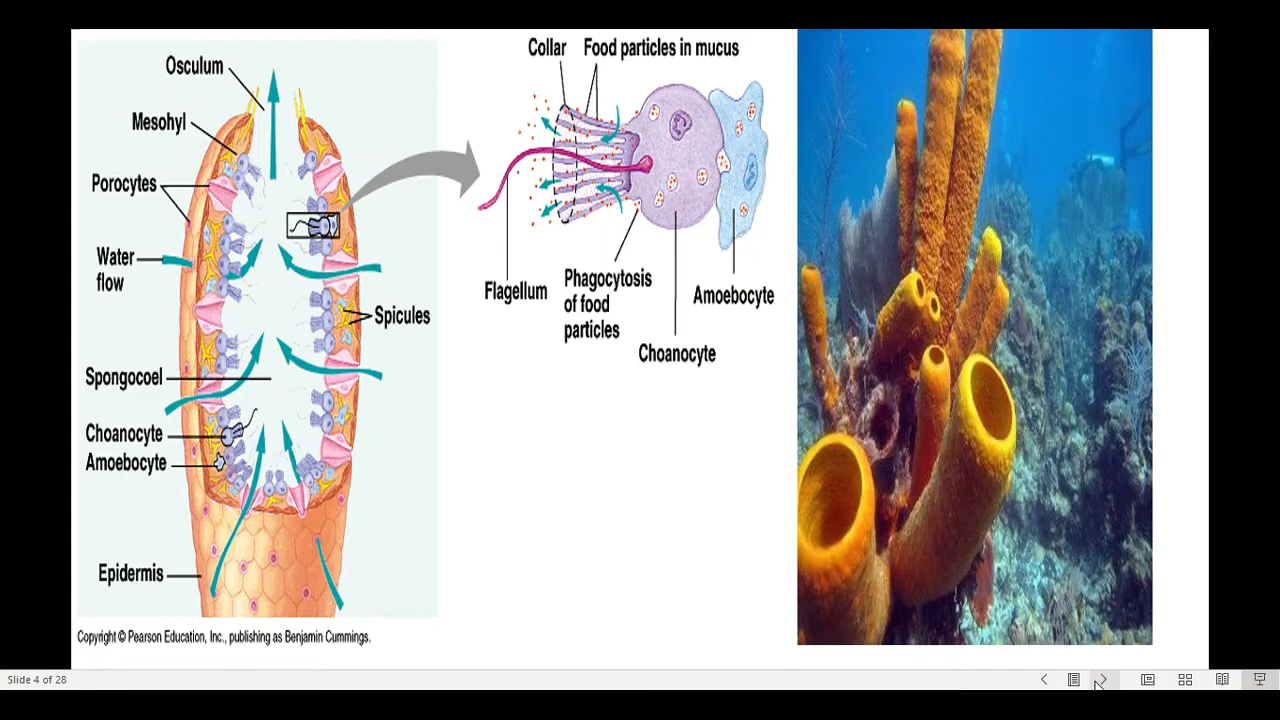 Osculum
Mesohyl
Porocytes
Water
flow
Spongocoel
Choanocyte
Amoebocyte
Epidermis
Spicules
Copyright © Pearson Education, Inc., publishing as Benjamin Cummings.
Collar
Food particles in mucus
Flagellum
Phagocytosis
of food
particles
Choanocyte
Amoebocyte
Slide 4 of 28